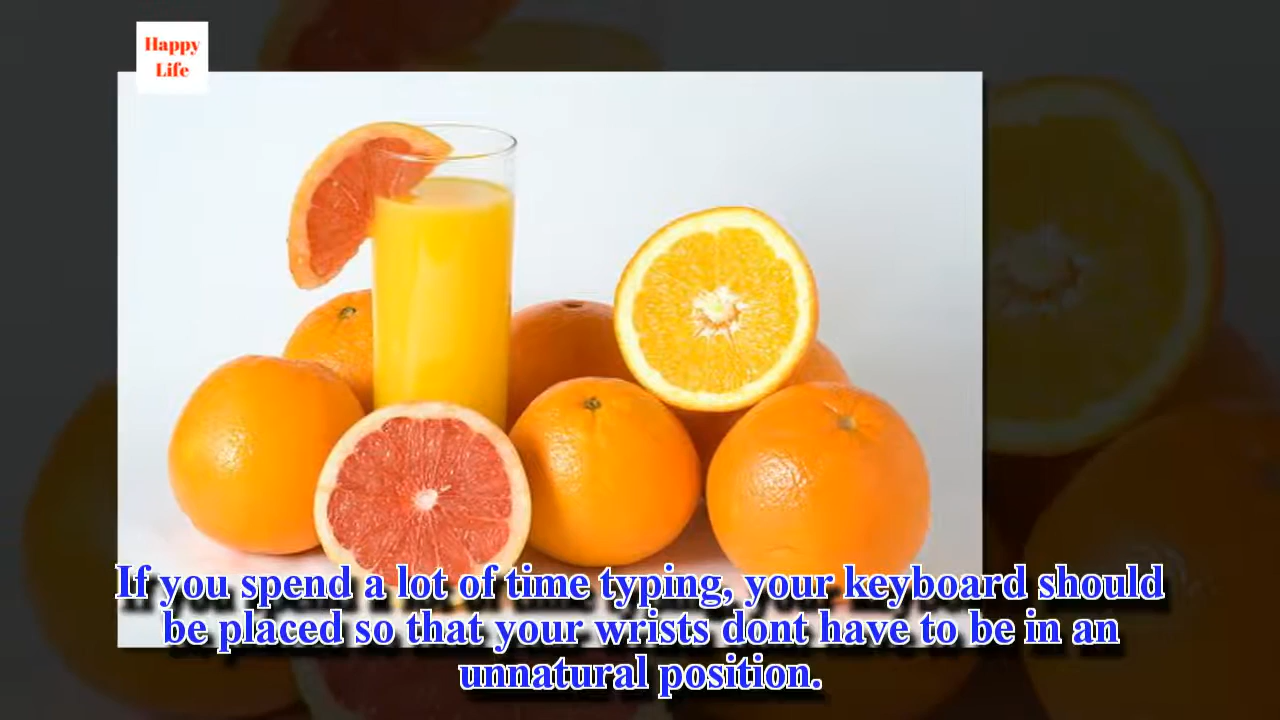 Happy
Life
If you spend a lot of time typing, your keyboard should
be placed so that your wrists dont have to be in an
unnatural position.